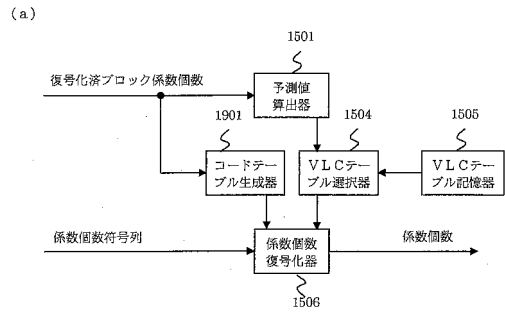 (a)
1501
復号化済ブロック係数個数
予測値
算出器
1901
1504
1505
コードテー
ブル生成器
VLCテー
ブル選択器
VLCテー
ブル記憶器
係数個数符号列
係数個数
復号化器
係数個数
1506